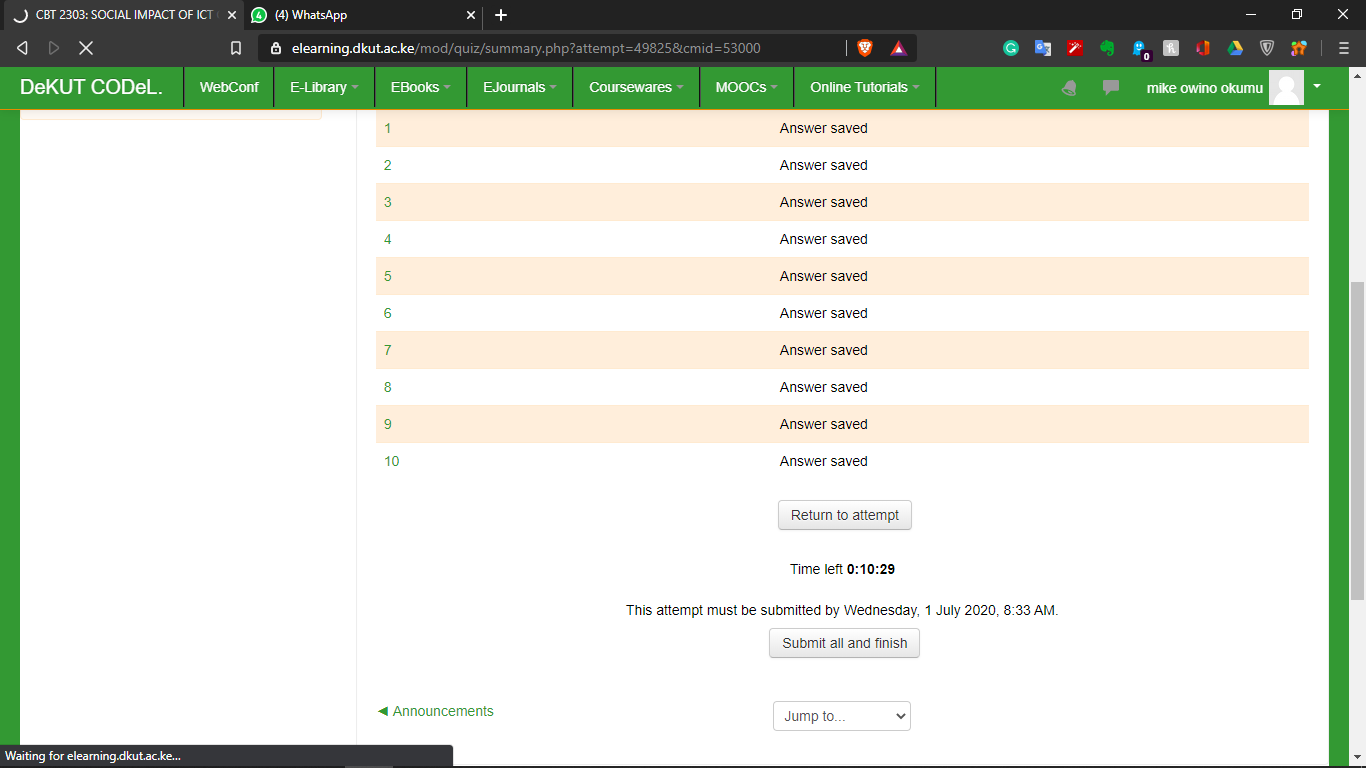 CBT 2303: SOCIAL IMPACT OF ICT
(4) WhatsApp
elearning.dkut.ac.ke/mod/quiz/summary.php?attempt=49825&cmid=53000
0
DeKUT CODeL.
WebConf
E-Library
EBooks
EJournals
Coursewares
MOOCs
Online Tutorials
mike owino okumu
1 Answer saved
2 Answer saved
3 Answer saved
4 Answer saved
5 Answer saved
6 Answer saved
7 Answer saved
8 Answer saved
9 Answer saved
10 Answer saved
Return to attempt
Time left 0:10:29
This attempt must be submitted by Wednesday, 1 July 2020, 8:33 AM.
Submit all and finish
◄ Announcements
Jump to...
Waiting for elearning.dkut.ac.ke...